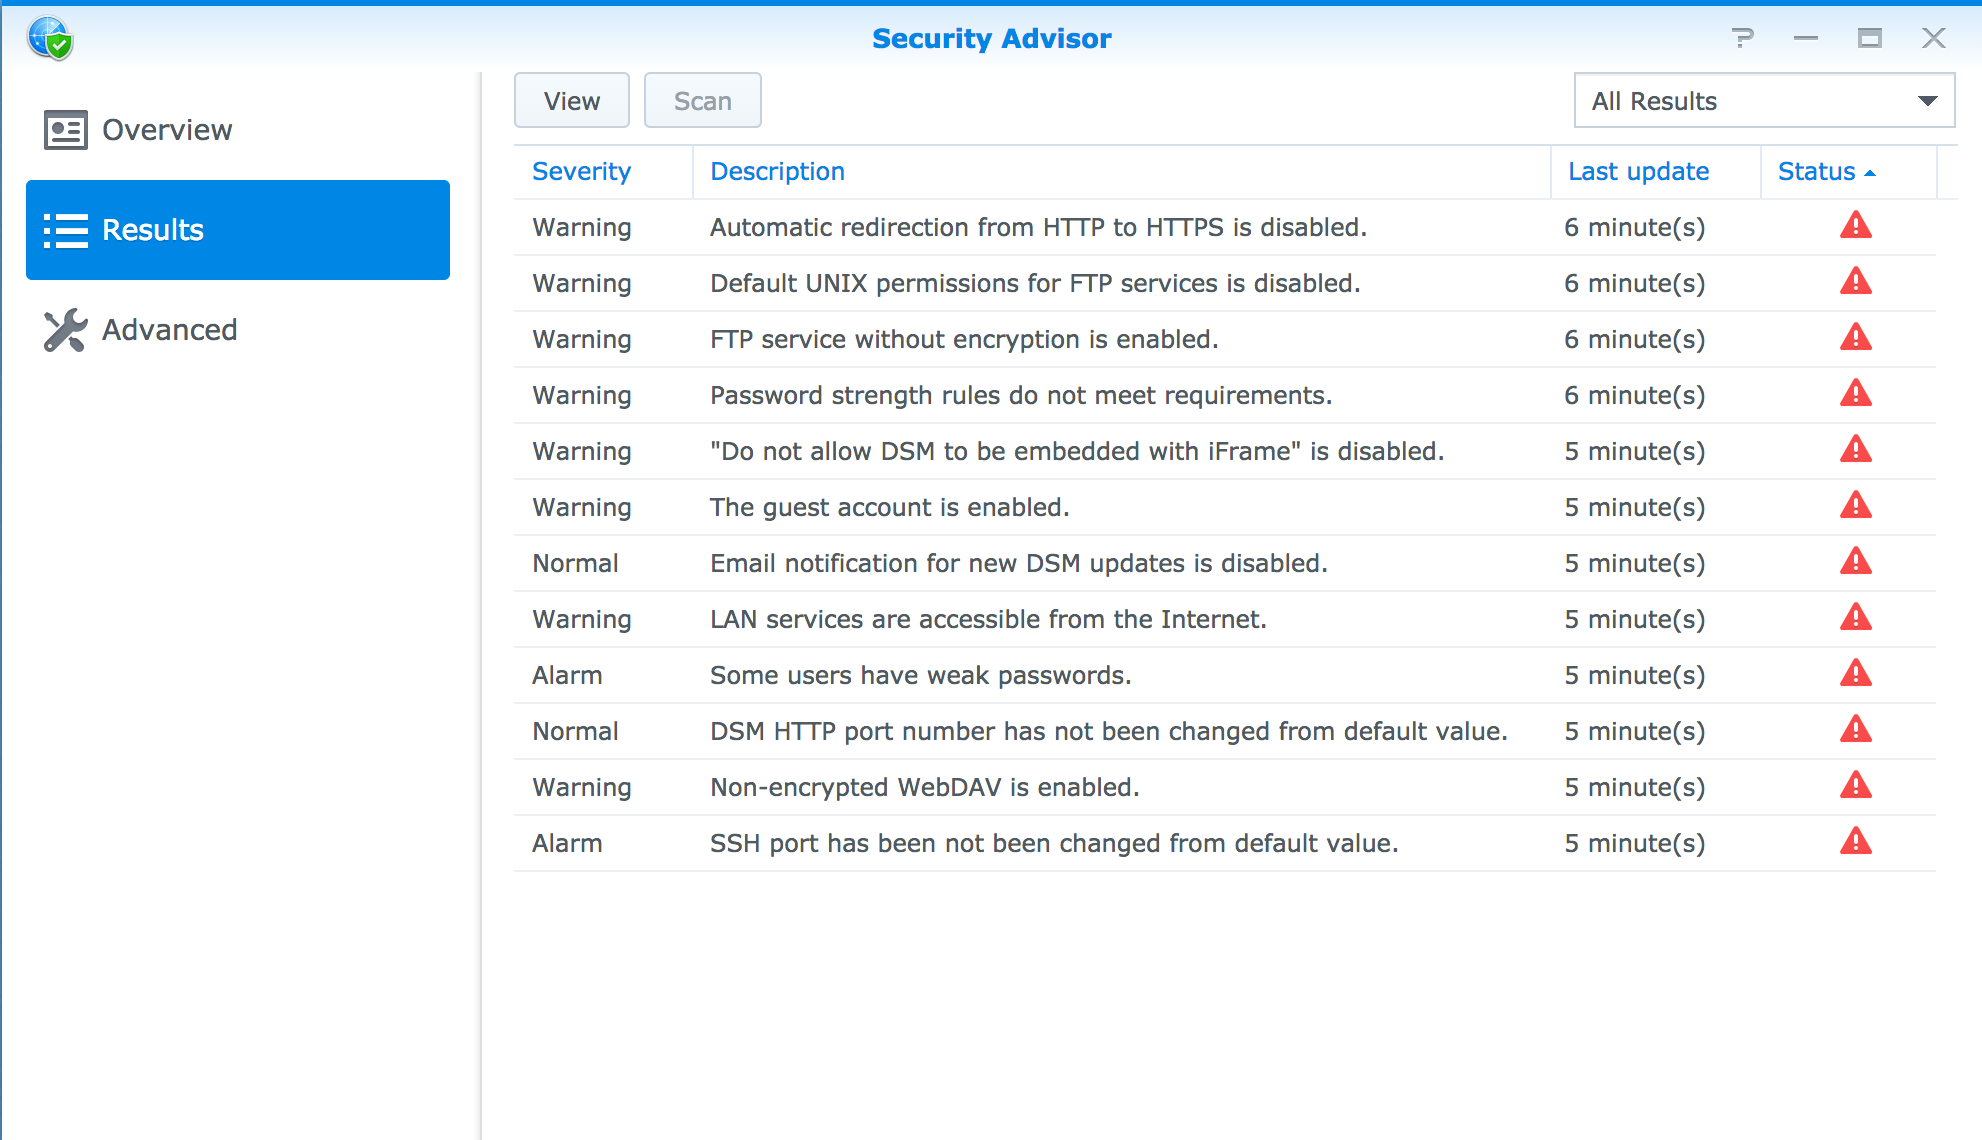 Security Advisor
Overview
Results
Advanced
View Scan All Results
Severity Description Last update Status
Warning Automatic redirection from HTTP to HTTPS is disabled. 6 minute(s)
Warning Default UNIX permissions for FTP services is disabled. 6 minute(s)
Warning FTP service without encryption is enabled. 6 minute(s)
Warning Password strength rules do not meet requirements. 6 minute(s)
Warning "Do not allow DSM to be embedded with iFrame" is disabled. 5 minute(s)
Warning The guest account is enabled. 5 minute(s)
Normal Email notification for new DSM updates is disabled. 5 minute(s)
Warning LAN services are accessible from the Internet. 5 minute(s)
Alarm Some users have weak passwords. 5 minute(s)
Normal DSM HTTP port number has not been changed from default value. 5 minute(s)
Warning Non-encrypted WebDAV is enabled. 5 minute(s)
Alarm SSH port has been not been changed from default value. 5 minute(s)